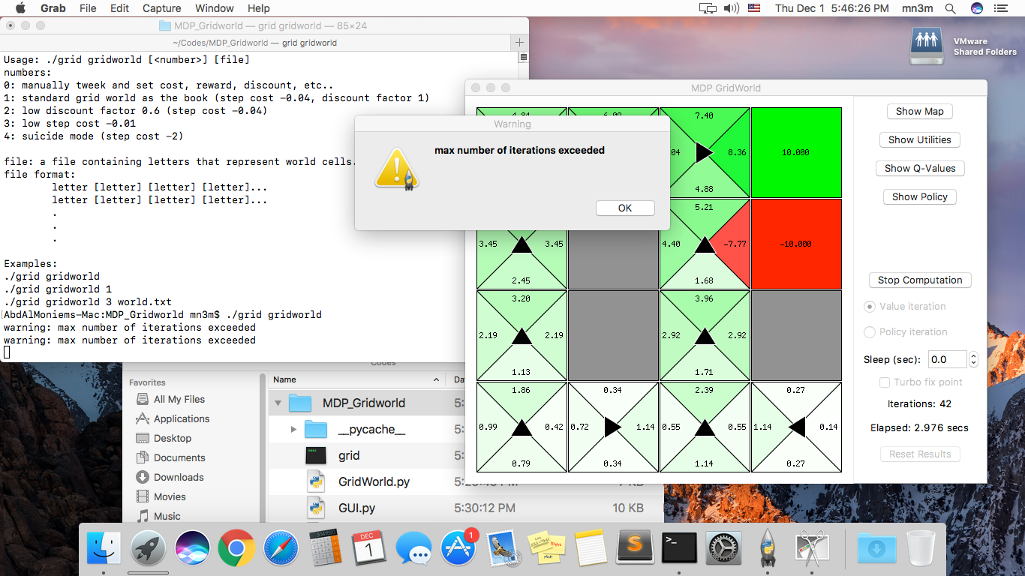 Grab File Edit Capture Window Help
Thu Dec 1 5:46:26 PM mn3m
MDP_Gridworld — grid gridworld — 85×24
~/Codes/MDP_Gridworld — grid gridworld
Usage: ./grid gridworld [<number>] [file]
numbers:
0: manually tweek and set cost, reward, discount, etc..
1: standard grid world as the book (step cost -0.04, discount factor 1)
2: low discount factor 0.6 (step cost -0.04)
3: low step cost -0.01
4: suicide mode (step cost -2)
file: a file containing letters that represent world cells.
file format:
letter [letter] [letter] [letter]...
letter [letter] [letter] [letter]...
.
.
Examples:
./grid gridworld
./grid gridworld 1
./grid gridworld 3 world.txt
AbdAlMoniems-Mac:MDP_Gridworld mn3m$ ./grid gridworld
warning: max number of iterations exceeded
warning: max number of iterations exceeded
VMware
Shared Folders
MDP GridWorld
Warning
max number of iterations exceeded
OK
7.40
8.36
4.88
10.000
3.45 3.45
2.45
5.21
4.40 -7.77
1.68
-10.000
3.20
2.19 2.19
1.13
3.96
2.92 2.92
1.71
1.86
0.99 0.42
0.79
0.34
0.72 1.14
0.34
2.39
0.55 0.55
1.14
0.27
1.14 0.14
0.27
Show Map
Show Utilities
Show Q-Values
Show Policy
Stop Computation
Value iteration
Policy iteration
Sleep (sec): 0.0
Turbo fix point
Iterations: 42
Elapsed: 2.976 secs
Reset Results
Codes
Favorites
All My Files
Applications
Desktop
Documents
Downloads
Movies
Music
Name
MDP_Gridworld
__pycache__
grid
GridWorld.py
GUI.py
5:30:12 PM 10 KB
DEC
1
1